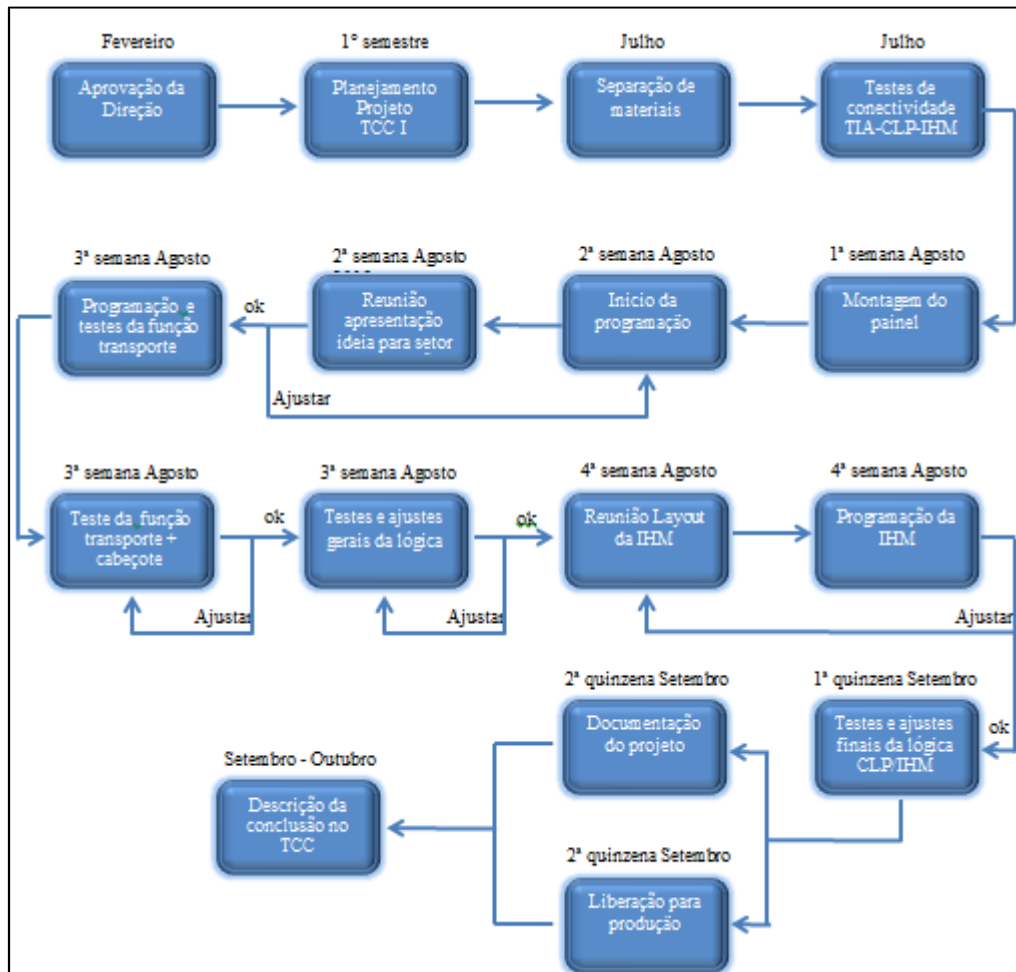 Fevereiro
Aprovação da
Direção
1º semestre
Planejamento
Projeto
TCC I
Julho
Separação de
materiais
Julho
Testes de
conectividade
TIA-CLP-IHM
3ª semana Agosto
Programação e
testes da função
transporte
ok
2ª semana Agosto
Reunião
apresentação
ideia para setor
2ª semana Agosto
Inicio da
programação
1ª semana Agosto
Montagem do
painel
Ajustar
3ª semana Agosto
Teste da função
transporte +
cabeçote
ok
Ajustar
3ª semana Agosto
Testes e ajustes
gerais da lógica
ok
Ajustar
4ª semana Agosto
Reunião Layout
da IHM
4ª semana Agosto
Programação da
IHM
Ajustar
2ª quinzena Setembro
Documentação
do projeto
1ª quinzena Setembro
Testes e ajustes
finais da lógica
CLP/IHM
ok
Setembro - Outubro
Descrição da
conclusão no
TCC
2ª quinzena Setembro
Liberação para
produção